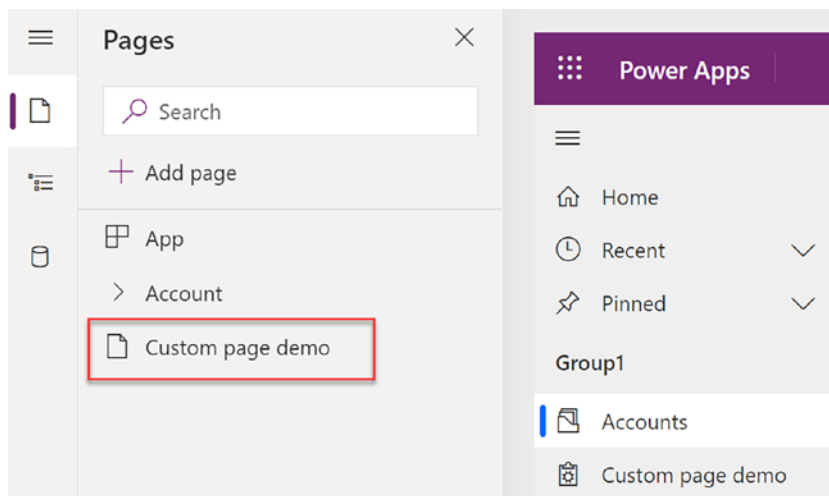 Pages
Search
Add page
App
Account
Custom page demo
Power Apps
Home
Recent
Pinned
Group1
Accounts
Custom page demo